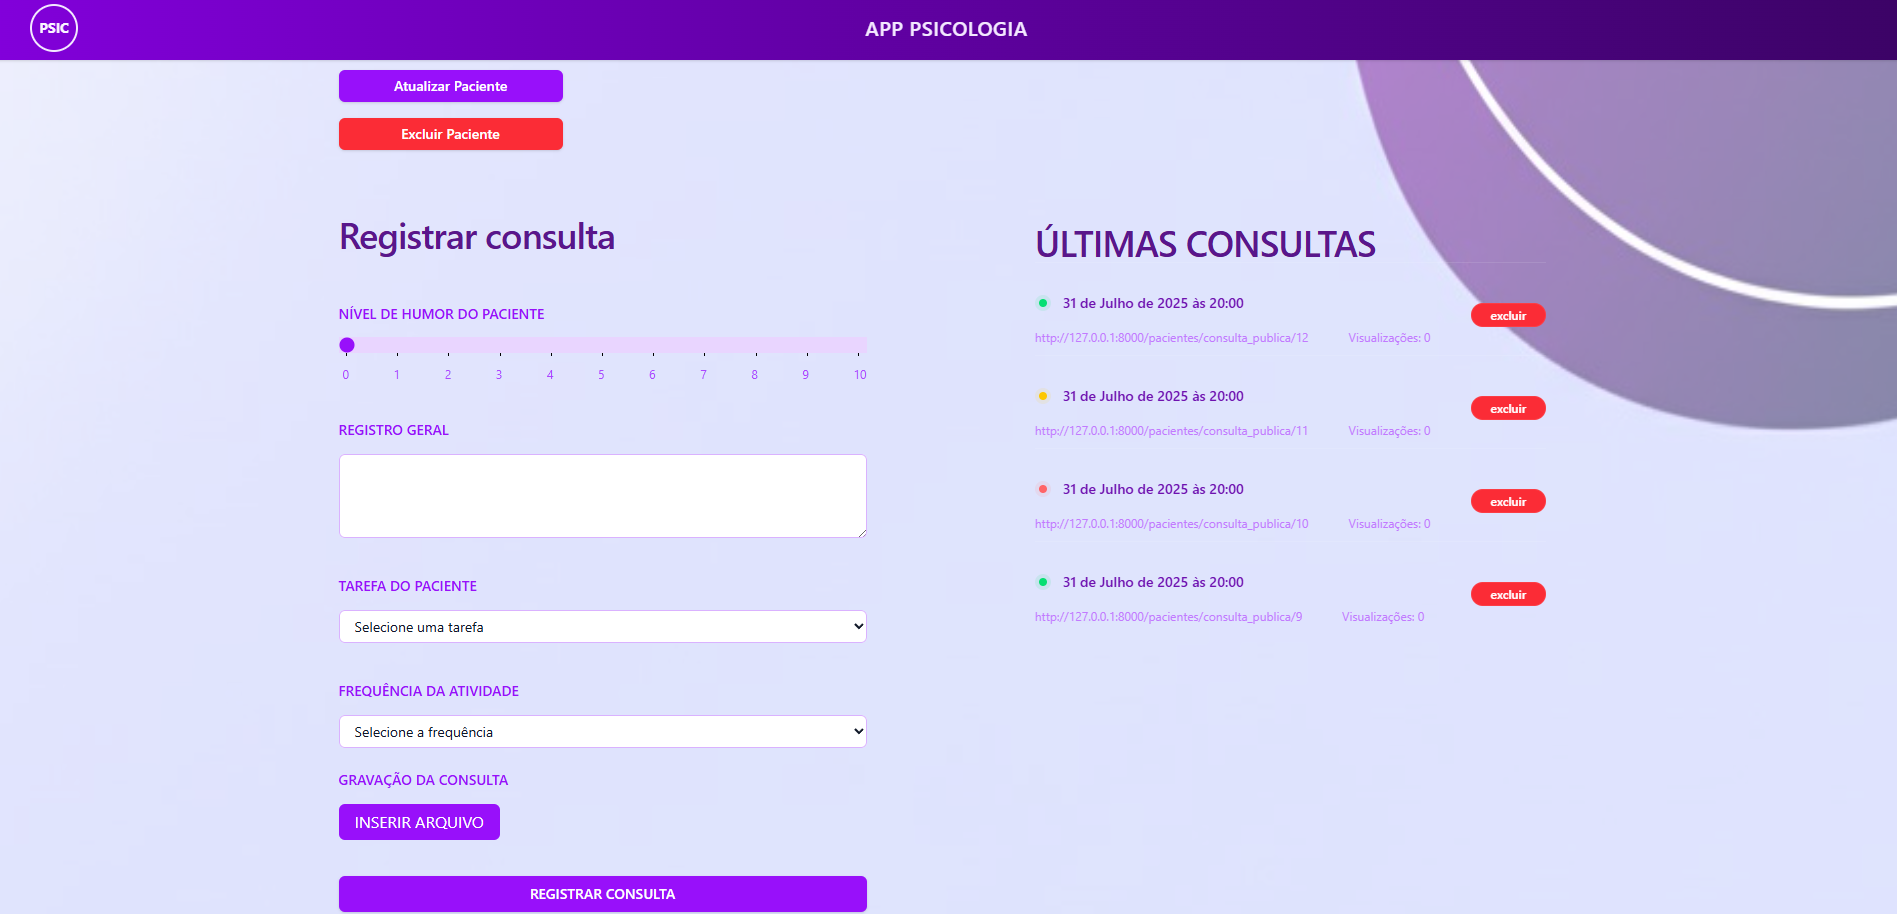 PSIC
APP PSICOLOGIA
Atualizar Paciente
Excluir Paciente
Registrar consulta
NÍVEL DE HUMOR DO PACIENTE
0 1 2 3 4 5 6 7 8 9 10
REGISTRO GERAL
TAREFA DO PACIENTE
Selecione uma tarefa
FREQUÊNCIA DA ATIVIDADE
Selecione a frequência
GRAVAÇÃO DA CONSULTA
INSERIR ARQUIVO
REGISTRAR CONSULTA
ÚLTIMAS CONSULTAS
31 de Julho de 2025 às 20:00
excluir
http://127.0.0.1:8000/pacientes/consulta_publica/12 Visualizações: 0
31 de Julho de 2025 às 20:00
excluir
http://127.0.0.1:8000/pacientes/consulta_publica/11 Visualizações: 0
31 de Julho de 2025 às 20:00
excluir
http://127.0.0.1:8000/pacientes/consulta_publica/10 Visualizações: 0
31 de Julho de 2025 às 20:00
excluir
http://127.0.0.1:8000/pacientes/consulta_publica/9 Visualizações: 0